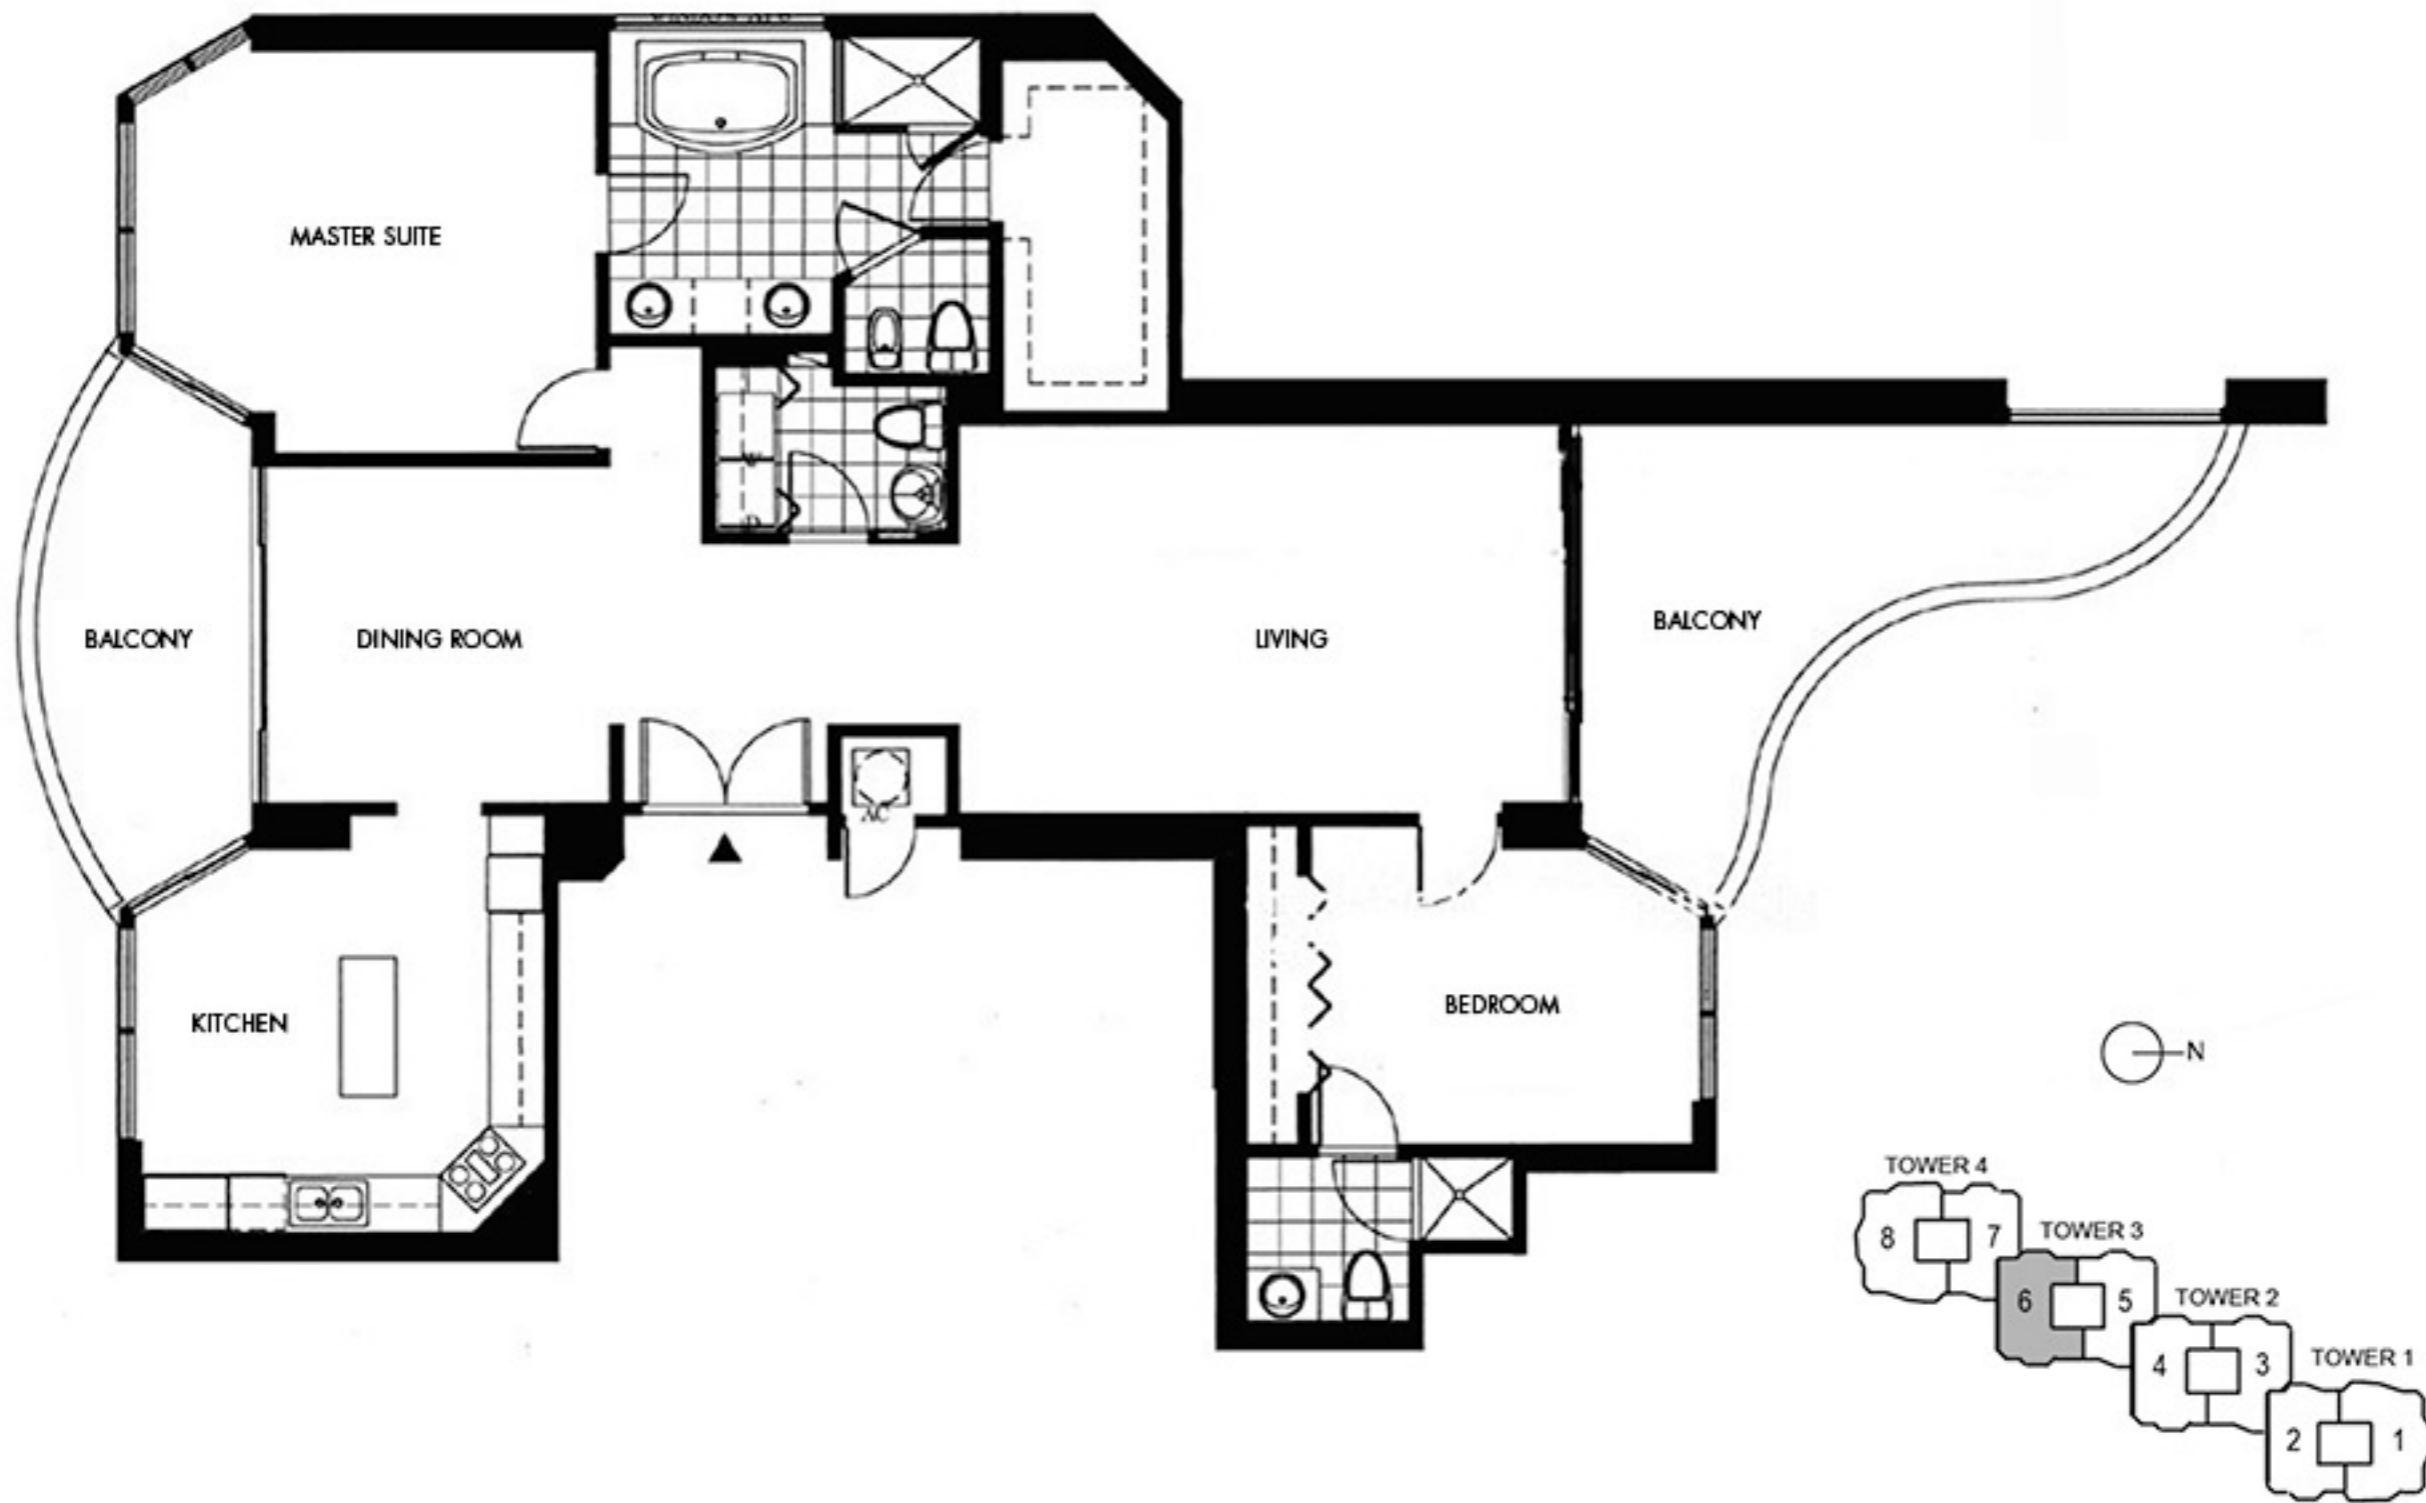 MASTER SUITE
W
D
BALCONY
DINING ROOM
LIVING
BALCONY
AC
KITCHEN
BEDROOM
N
TOWER 4
8
7
TOWER 3
6
5
TOWER 2
4
3
TOWER 1
2
1